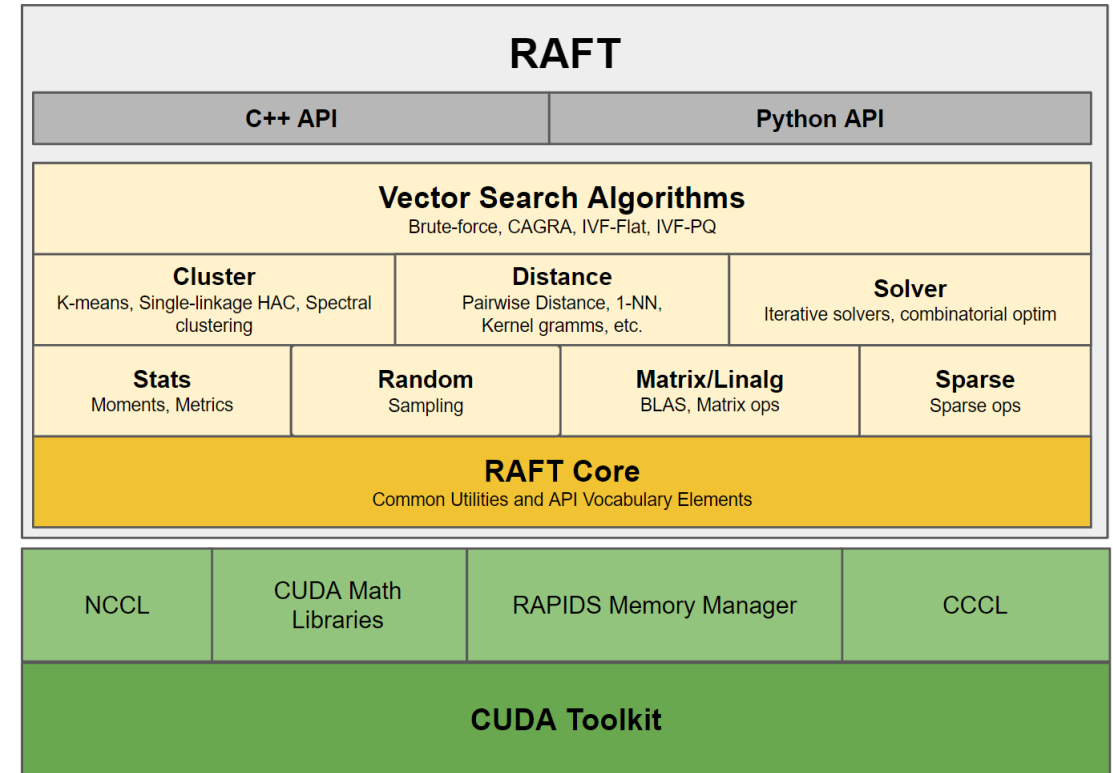 RAFT
C++ API
Python API
Vector Search Algorithms
Brute-force, CAGRA, IVF-Flat, IVF-PQ
Cluster
K-means, Single-linkage HAC, Spectral
clustering
Distance
Pairwise Distance, 1-NN,
Kernel gramms, etc.
Solver
Iterative solvers, combinatorial optim
Stats
Moments, Metrics
Random
Sampling
Matrix/Linalg
BLAS, Matrix ops
Sparse
Sparse ops
RAFT Core
Common Utilities and API Vocabulary Elements
NCCL
CUDA Math
Libraries
RAPIDS Memory Manager
CCCL
CUDA Toolkit